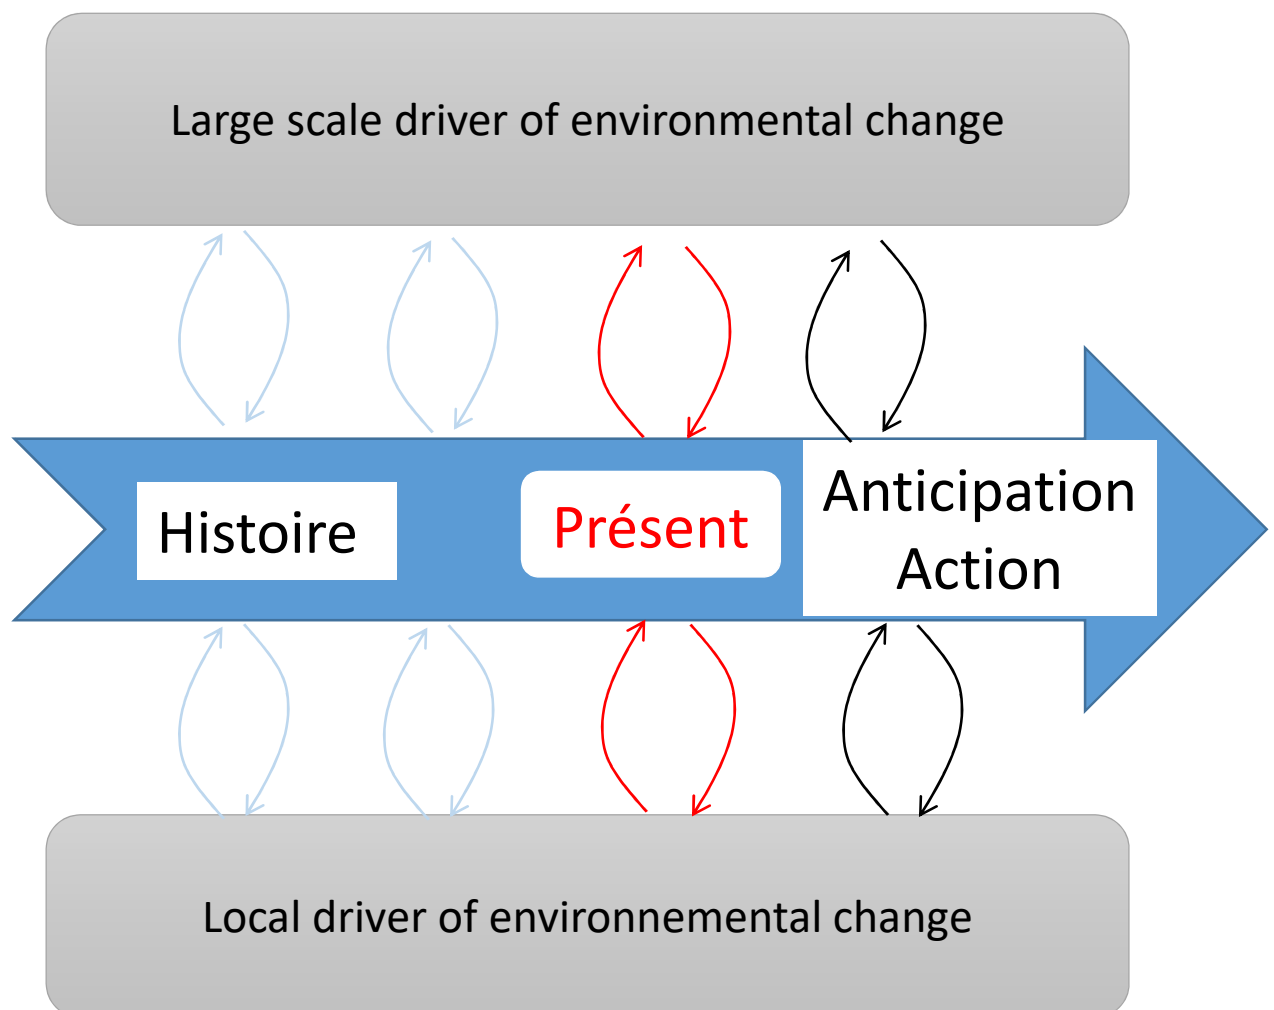 Large scale driver of environmental change
Histoire
Présent
Anticipation
Action
Local driver of environnemental change